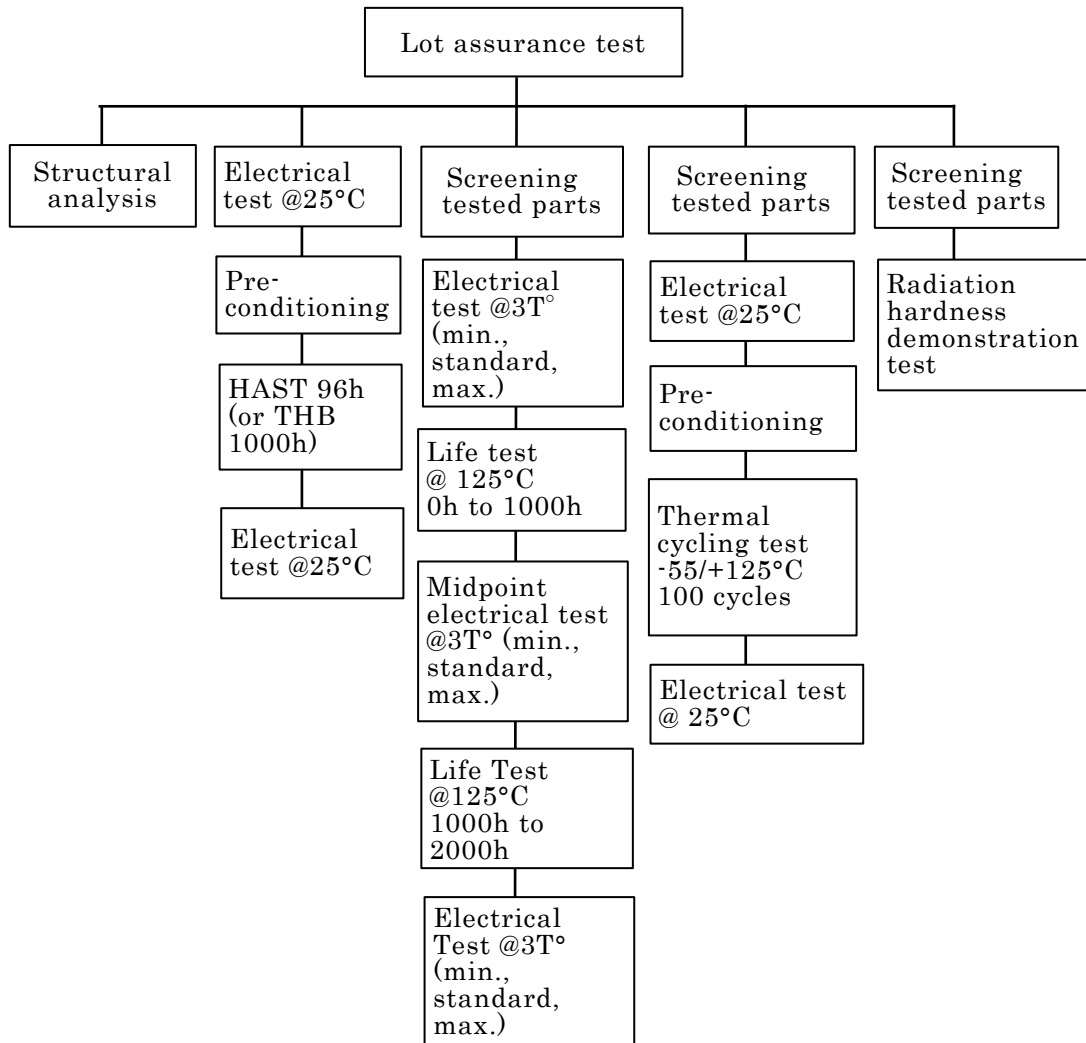 Lot assurance test
Structural
analysis
Electrical
test @25°C
Pre-
conditioning
HAST 96h
(or THB
1000h)
Electrical
test @25°C
Screening
tested parts
Electrical
test @3T°
(min.,
standard,
max.)
Life test
@ 125°C
0h to 1000h
Midpoint
electrical test
@3T° (min.,
standard,
max.)
Life Test
@125°C
1000h to
2000h
Electrical
Test @3T°
(min.,
standard,
max.)
Screening
tested parts
Electrical
test @25°C
Pre-
conditioning
Thermal
cycling test
-55/+125°C
100 cycles
Electrical test
@ 25°C
Screening
tested parts
Radiation
hardness
demonstration
test